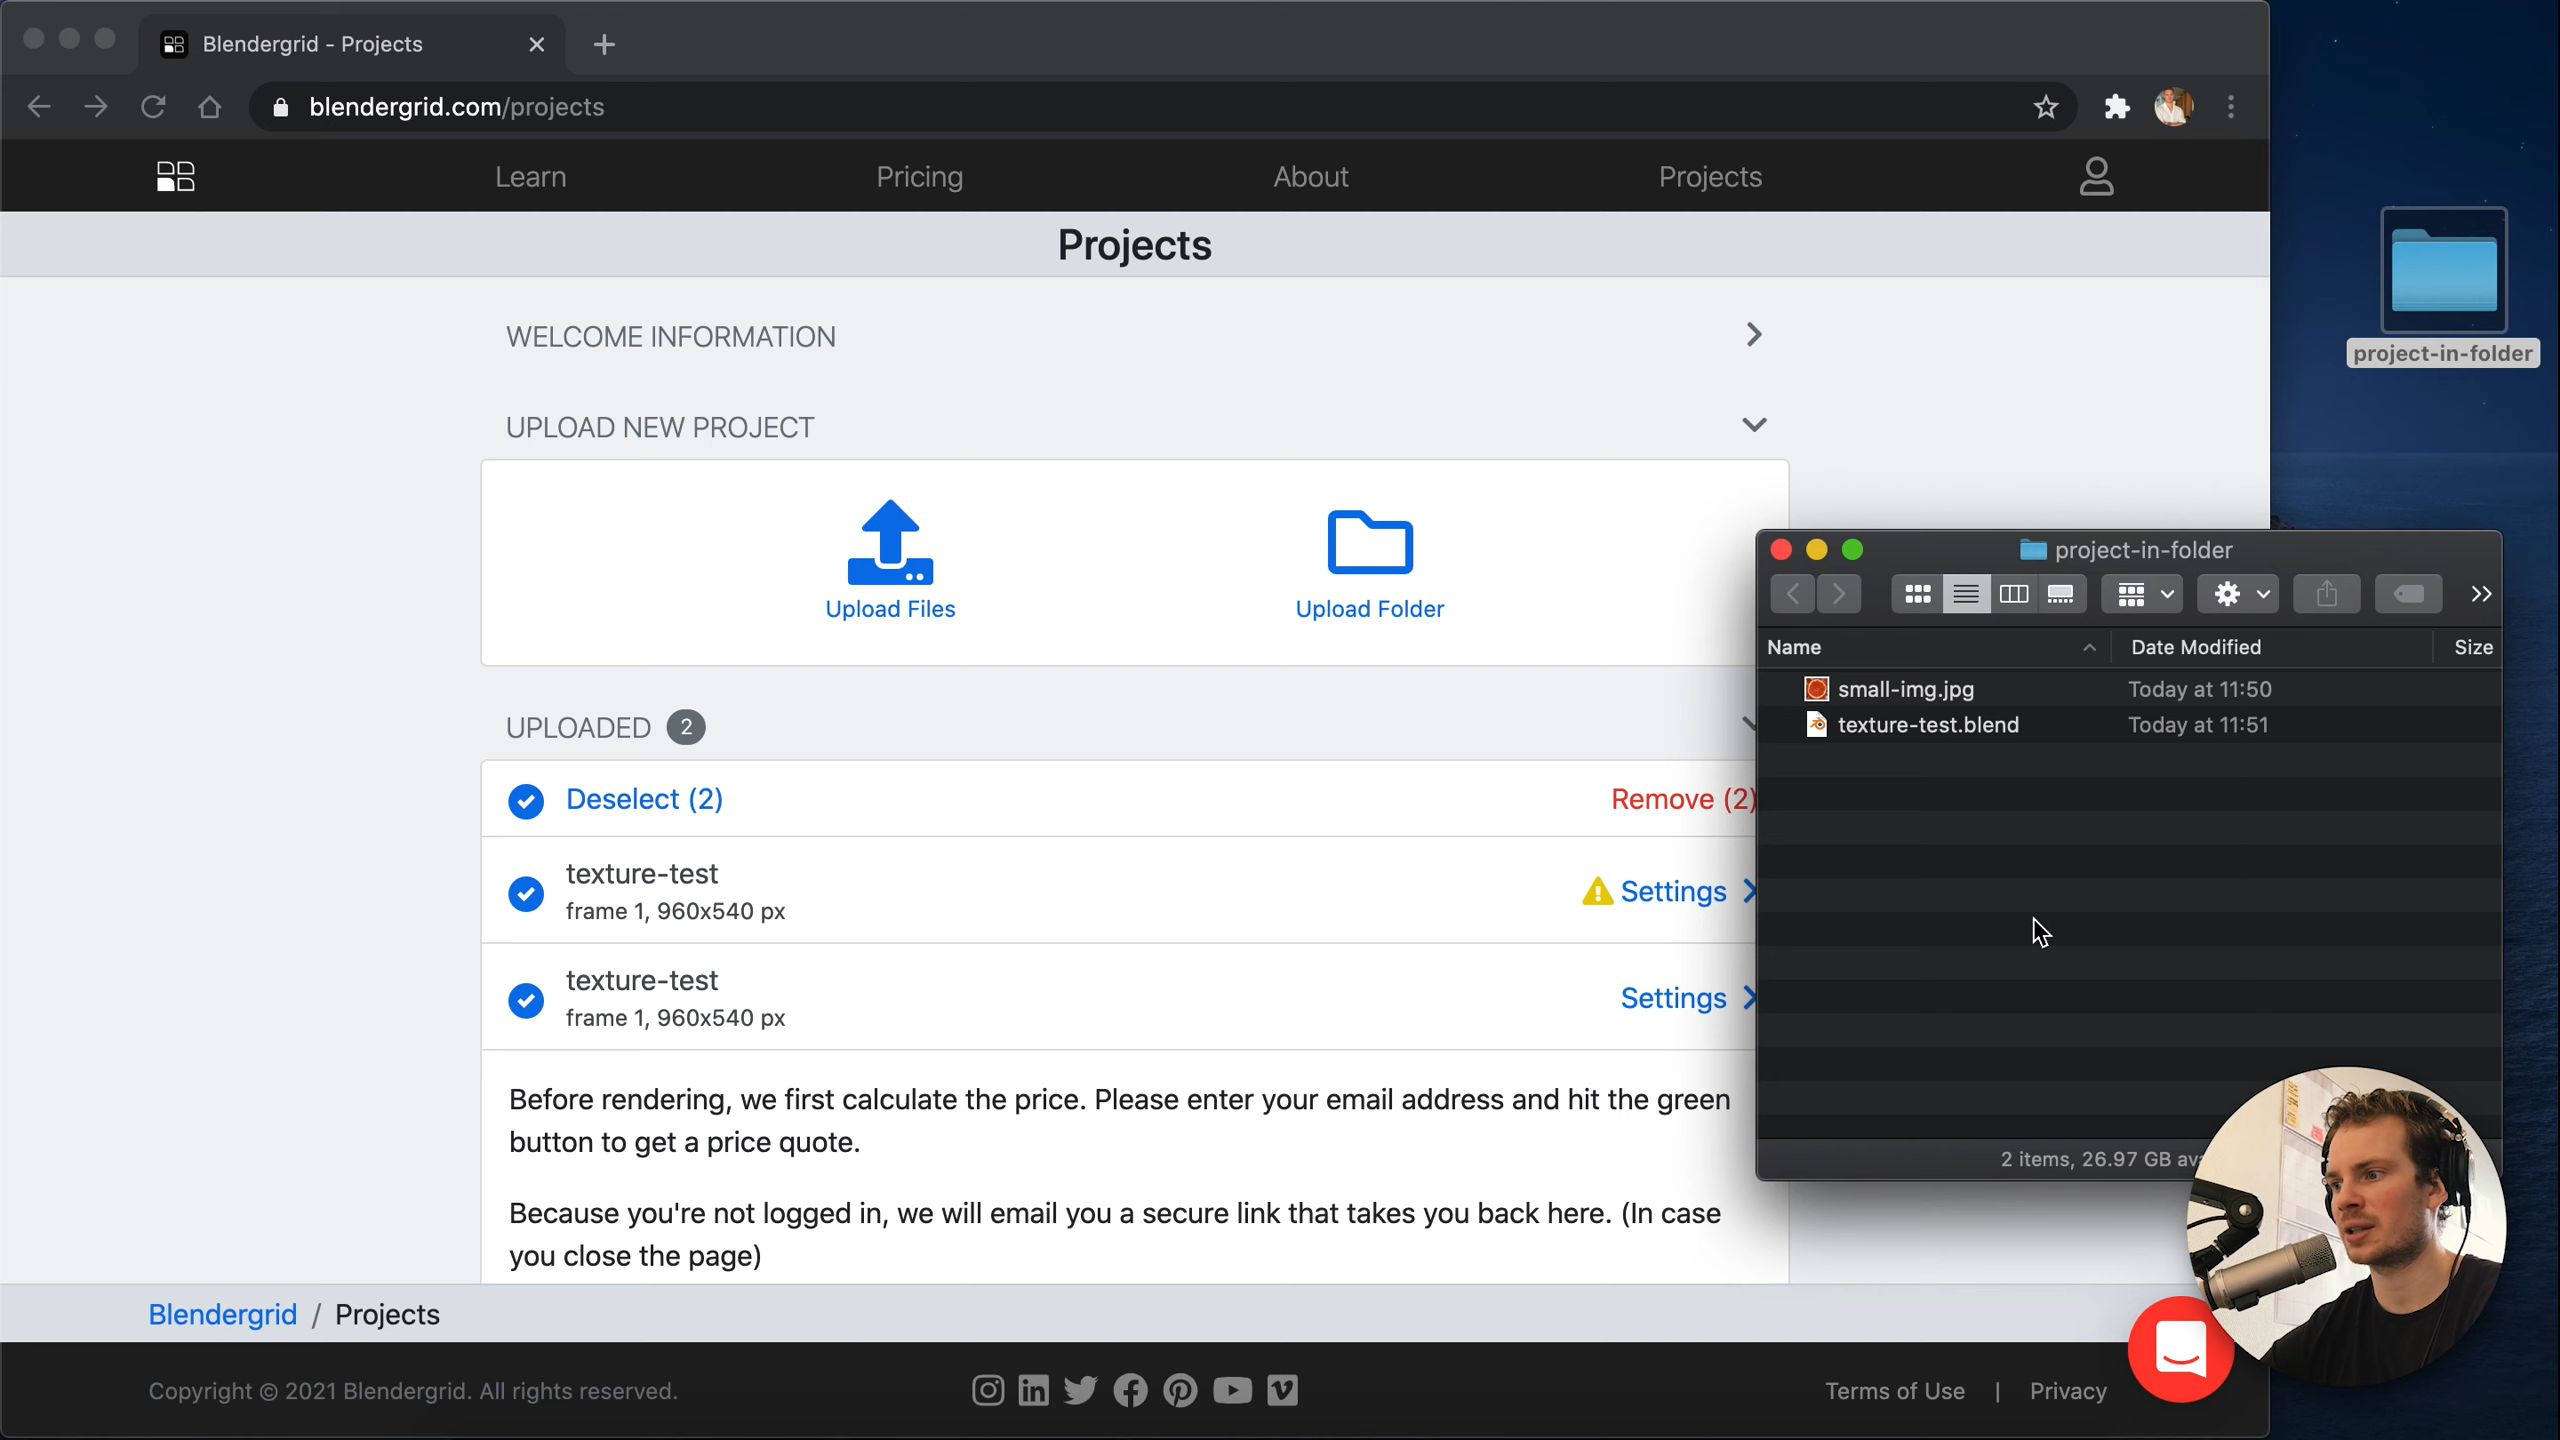 Blendergrid - Projects
blendergrid.com/projects
Learn
Pricing
About
Projects
Projects
project-in-folder
WELCOME INFORMATION
UPLOAD NEW PROJECT
Upload Files
Upload Folder
UPLOADED 2
Deselect (2)
Remove (2)
texture-test
frame 1, 960x540 px
Settings
texture-test
frame 1, 960x540 px
Settings
Before rendering, we first calculate the price. Please enter your email address and hit the green
button to get a price quote.
Because you're not logged in, we will email you a secure link that takes you back here. (In case
you close the page)
project-in-folder
Name
Date Modified
Size
small-img.jpg
Today at 11:50
texture-test.blend
Today at 11:51
2 items, 26.97 GB
Blendergrid / Projects
Copyright © 2021 Blendergrid. All rights reserved.
Terms of Use | Privacy